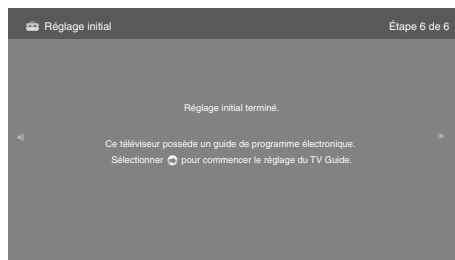 Réglage initial
Étape 6 de 6
Réglage initial terminé.
Ce téléviseur possède un guide de programme électronique.
Sélectionner pour commencer le réglage du TV Guide.